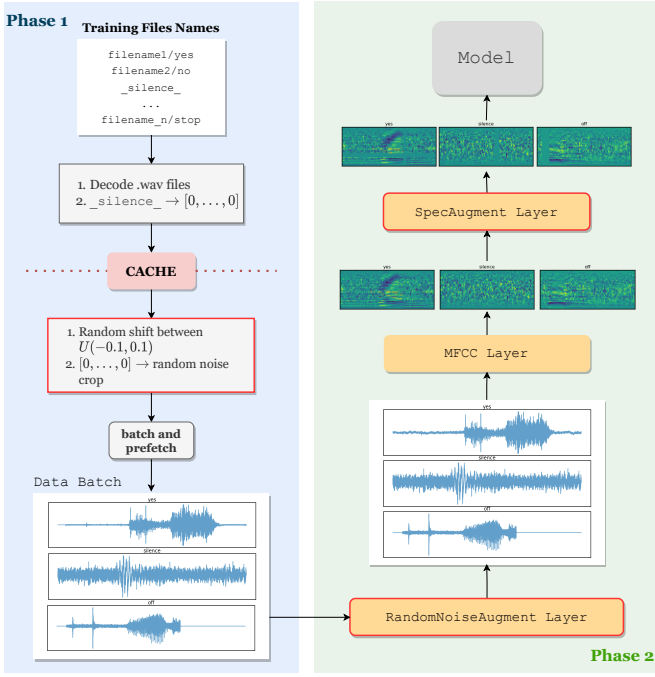 Phase 1
Training Files Names
filename1/yes
filename2/no
_silence_
...
filename_n/stop
1. Decode .wav files
2. _silence_ → [0, . . . , 0]
CACHE
1. Random shift between
U(−0.1, 0.1)
2. [0, . . . , 0] → random noise
crop
batch and
prefetch
Data Batch
yes
silence
off
Model
yes silence off
SpecAugment Layer
yes silence off
MFCC Layer
yes
silence
off
RandomNoiseAugment Layer
Phase 2